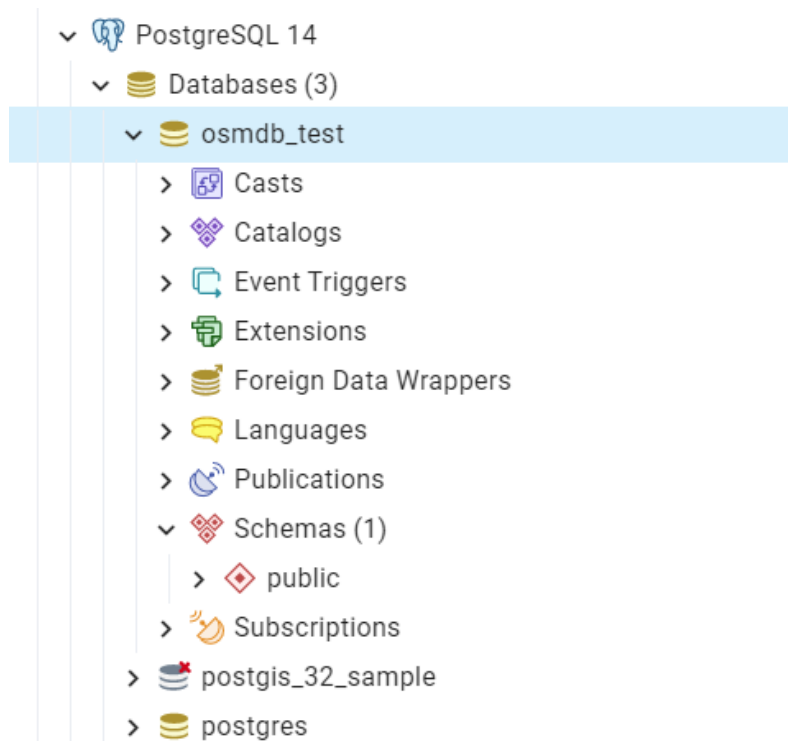 PostgreSQL 14
Databases (3)
osmdb_test
Casts
Catalogs
Event Triggers
Extensions
Foreign Data Wrappers
Languages
Publications
Schemas (1)
public
Subscriptions
postgis_32_sample
postgres